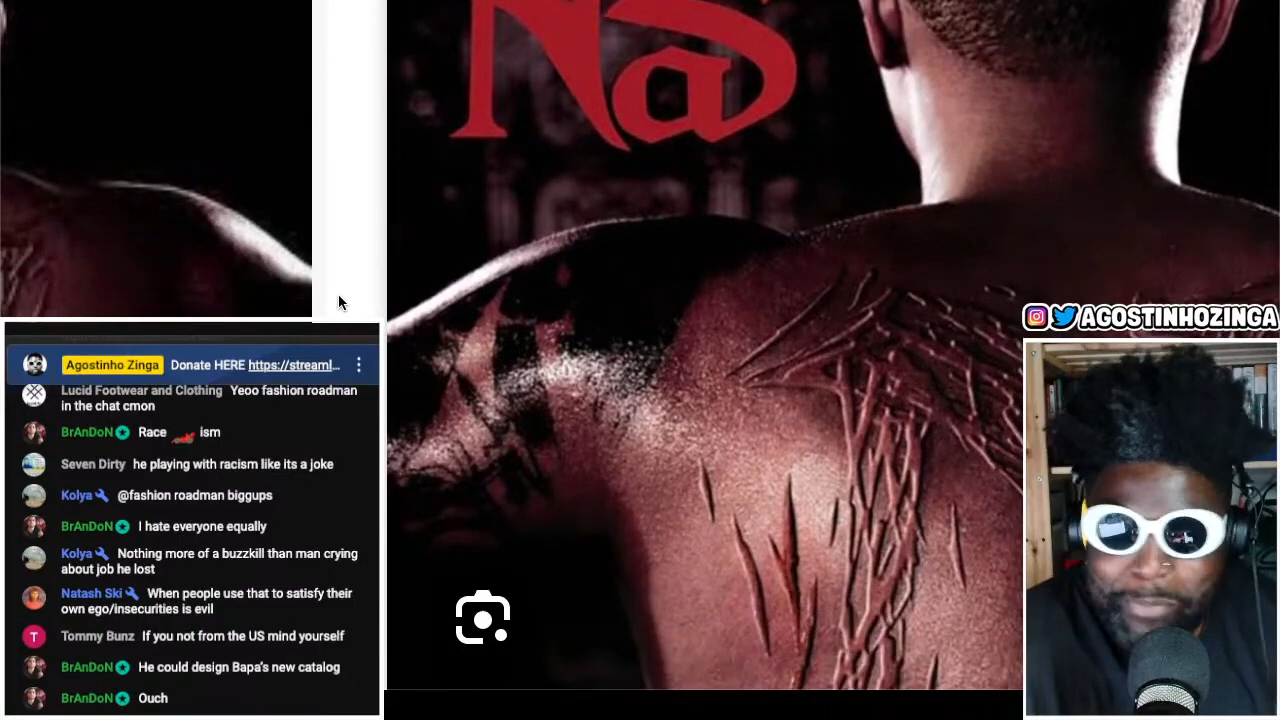 Nas
AGOSTINHOZINGA
Agostinho Zinga Donate HERE https://streaml...
Lucid Footwear and Clothing Yeoo fashion roadman
in the chat cmon
BrAnDoN Race ism
Seven Dirty he playing with racism like its a joke
Kolya @fashion roadman biggups
BrAnDoN I hate everyone equally
Kolya Nothing more of a buzzkill than man crying
about job he lost
Natash Ski When people use that to satisfy their
own ego/insecurities is evil
T
Tommy Bunz If you not from the US mind yourself
BrAnDoN He could design Bapa's new catalog
BrAnDoN Ouch